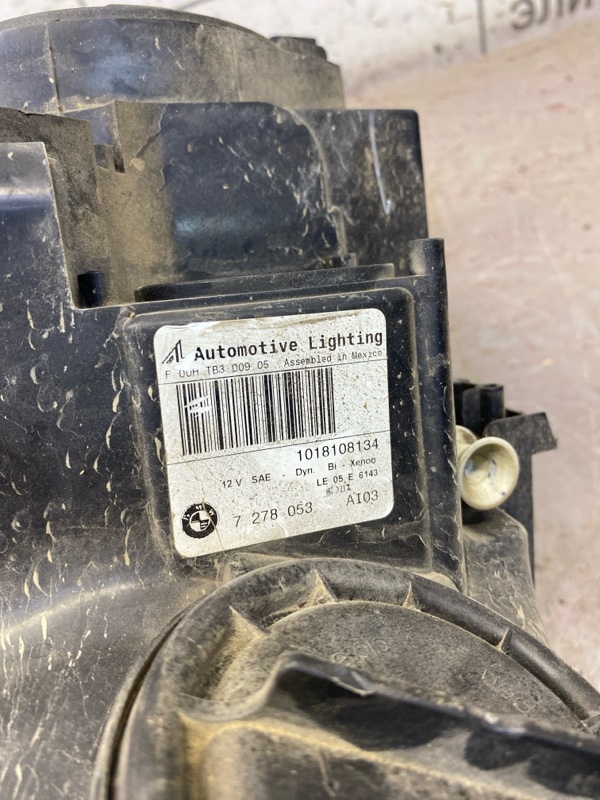 Automotive Lighting
F 00H TB3 009 05 Assembled in Mexico
1018108134
12 V SAE - Dyn. Bi - Xenon
LE 05 E 6143
BMW
7 278 053 AI03